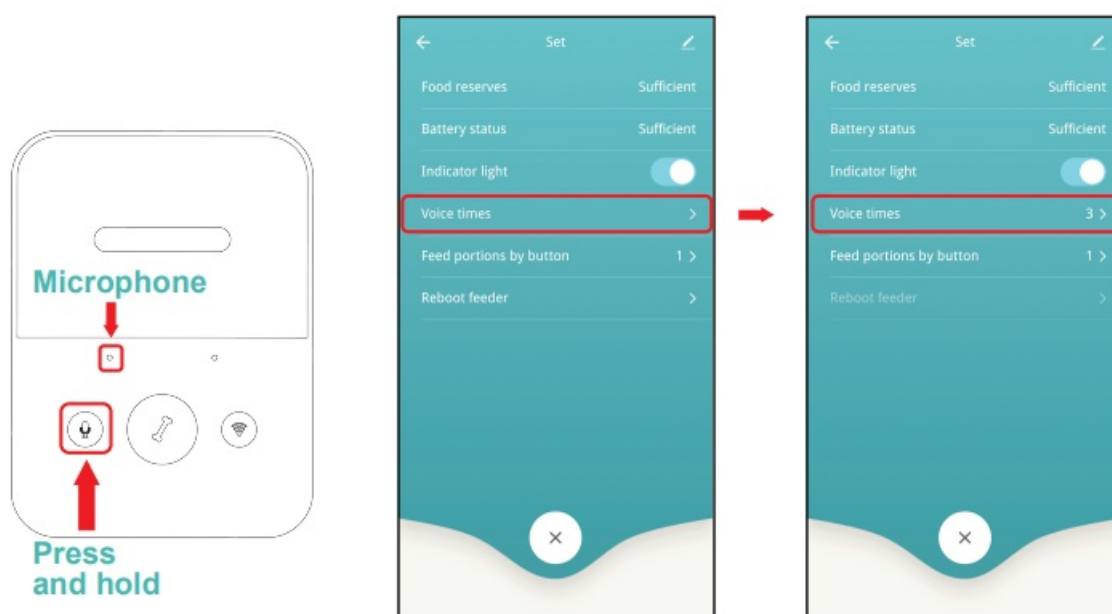 Microphone
Press
and hold
Set
Food reserves Sufficient
Battery status Sufficient
Indicator light
Voice times
Feed portions by button 1
Reboot feeder
Set
Food reserves Sufficient
Battery status Sufficient
Indicator light
Voice times 3
Feed portions by button 1
Reboot feeder